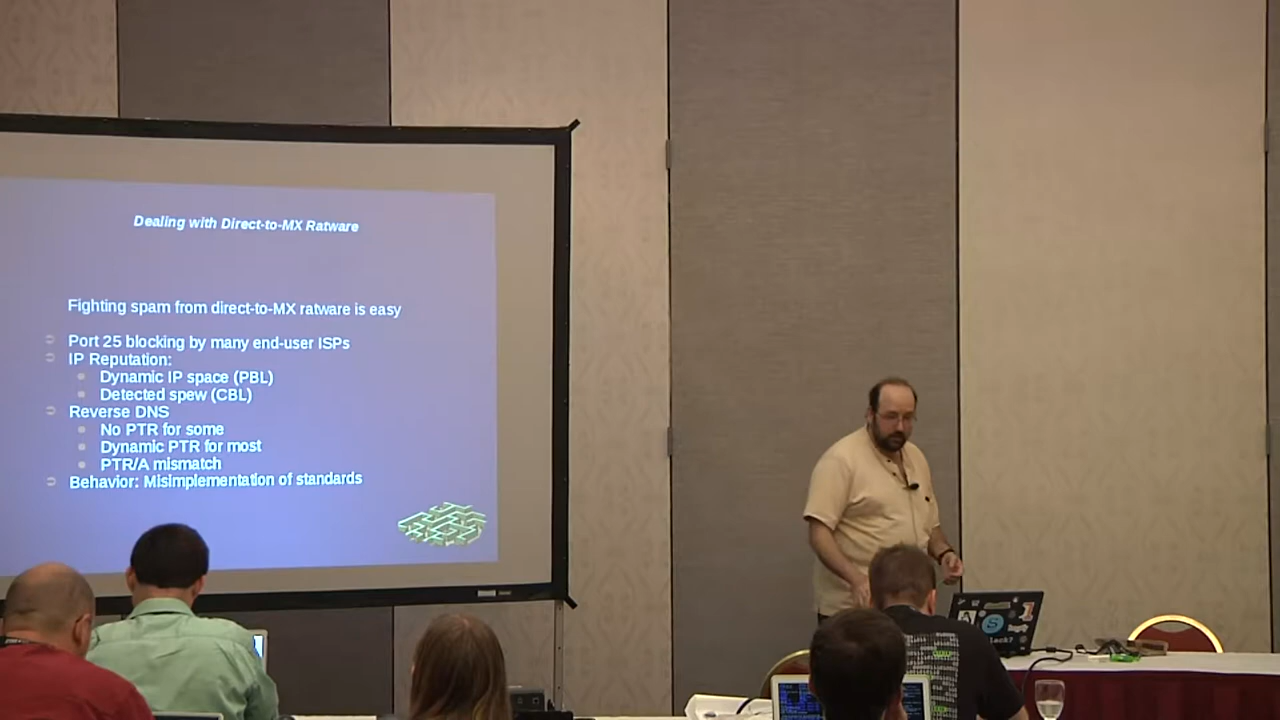 Dealing with Direct-to-MX Ratware
Fighting spam from direct-to-MX ratware is easy
Port 25 blocking by many end-user ISPs
IP Reputation:
Dynamic IP space (PBL)
Detected spew (CBL)
Reverse DNS
No PTR for some
Dynamic PTR for most
PTR/A mismatch
Behavior: Misimplementation of standards